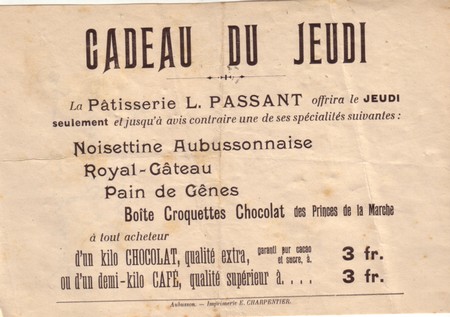 CADEAU DU JEUDI
La Pâtisserie L. PASSANT offrira le JEUDI
seulement et jusqu'à avis contraire une de ses spécialités suivantes :
Noisettine Aubussonnaise
Royal-Gâteau
Pain de Gênes
Boîte Croquettes Chocolat des Princes de la Marche
à tout acheteur
d'un kilo CHOCOLAT, qualité extra, garanti pur cacao et sucre, à. 3 fr.
ou d'un demi-kilo CAFÉ, qualité supérieur à. . . . 3 fr.
Aubusson. — Imprimerie E. CHARPENTIER.